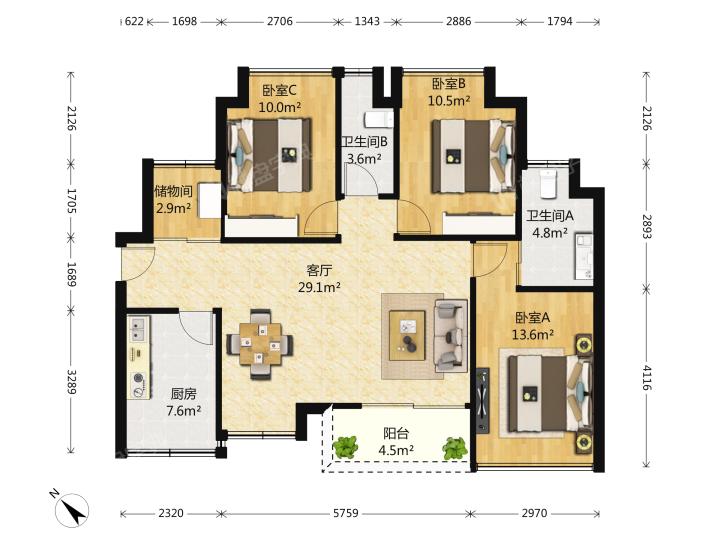 622 1698 2706 1343 2886 1794
2126
1705
1689
3289
2126
2893
4116
卧室C
10.0m²
卧室B
10.5m²
卫生间B
3.6m²
储物间
2.9m²
卫生间A
4.8m²
客厅
29.1m²
卧室A
13.6m²
厨房
7.6m²
阳台
4.5m²
N
2320 5759 2970